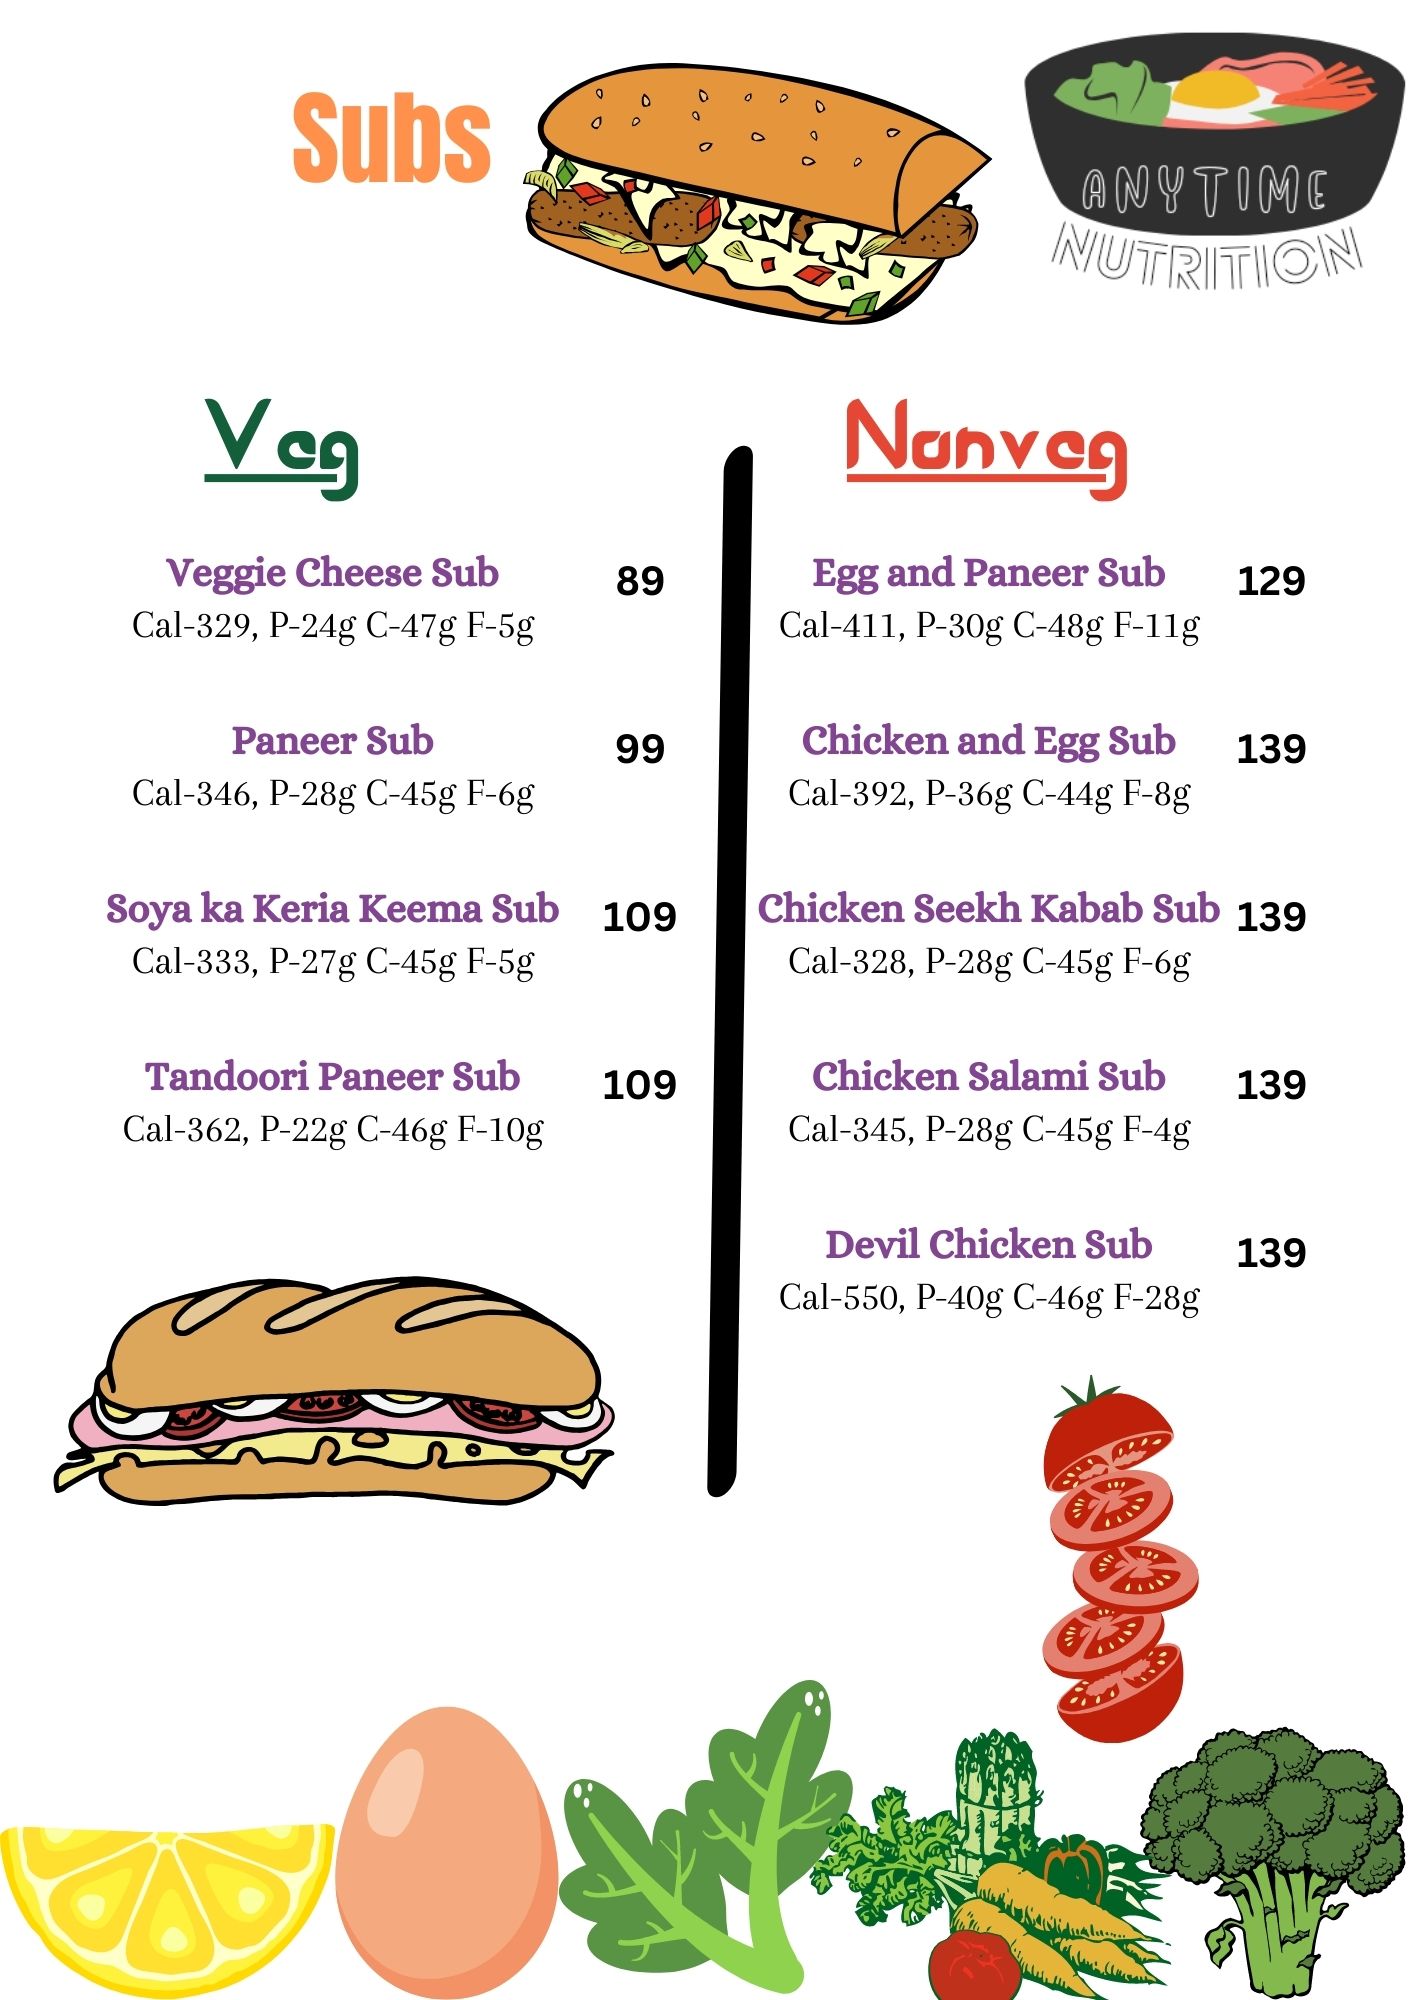 Subs
ANYTIME
NUTRITION
Veg
Veggie Cheese Sub 89
Cal-329, P-24g C-47g F-5g
Paneer Sub 99
Cal-346, P-28g C-45g F-6g
Soya ka Keria Keema Sub 109
Cal-333, P-27g C-45g F-5g
Tandoori Paneer Sub 109
Cal-362, P-22g C-46g F-10g
Nonveg
Egg and Paneer Sub 129
Cal-411, P-30g C-48g F-11g
Chicken and Egg Sub 139
Cal-392, P-36g C-44g F-8g
Chicken Seekh Kabab Sub 139
Cal-328, P-28g C-45g F-6g
Chicken Salami Sub 139
Cal-345, P-28g C-45g F-4g
Devil Chicken Sub 139
Cal-550, P-40g C-46g F-28g